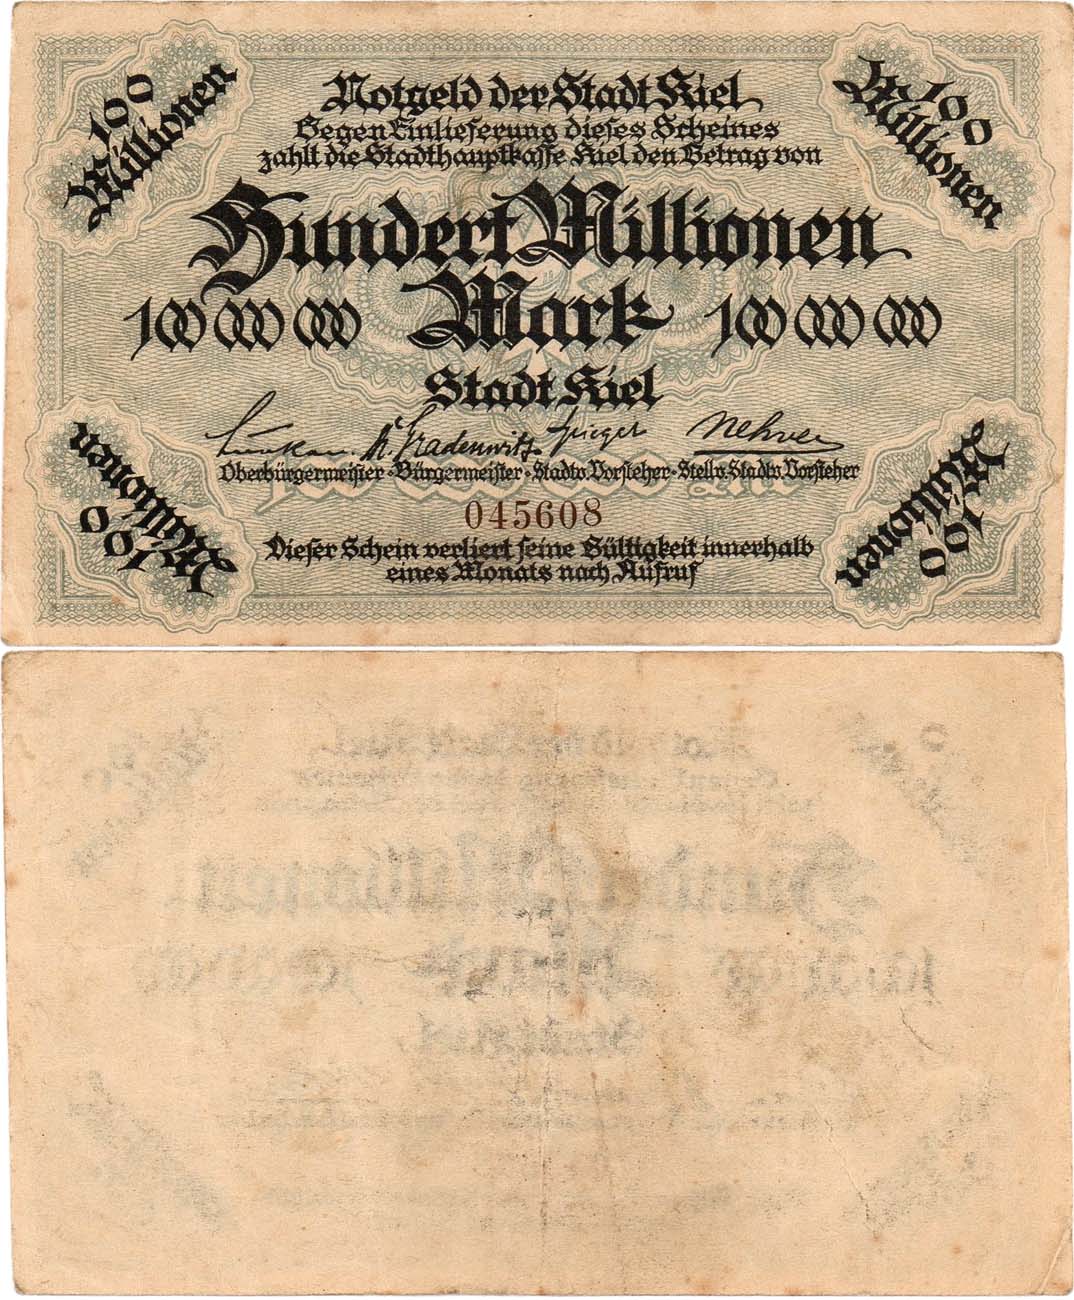 100
Millionen
100
Millionen
Notgeld der Stadt Kiel
Gegen Einlieferung dieses Scheines
zahlt die Stadthauptkasse Kiel den Betrag von
Hundert Millionen
100 000 000 Mark 100 000 000
Stadt Kiel
Gradenwitz Spiegel
Oberbürgermeister · Bürgermeister · Stadtv. Vorsteher · Stellv. Stadtv. Vorsteher
045608
Dieser Schein verliert seine Gültigkeit innerhalb
eines Monats nach Aufruf
100
Millionen
100
Millionen